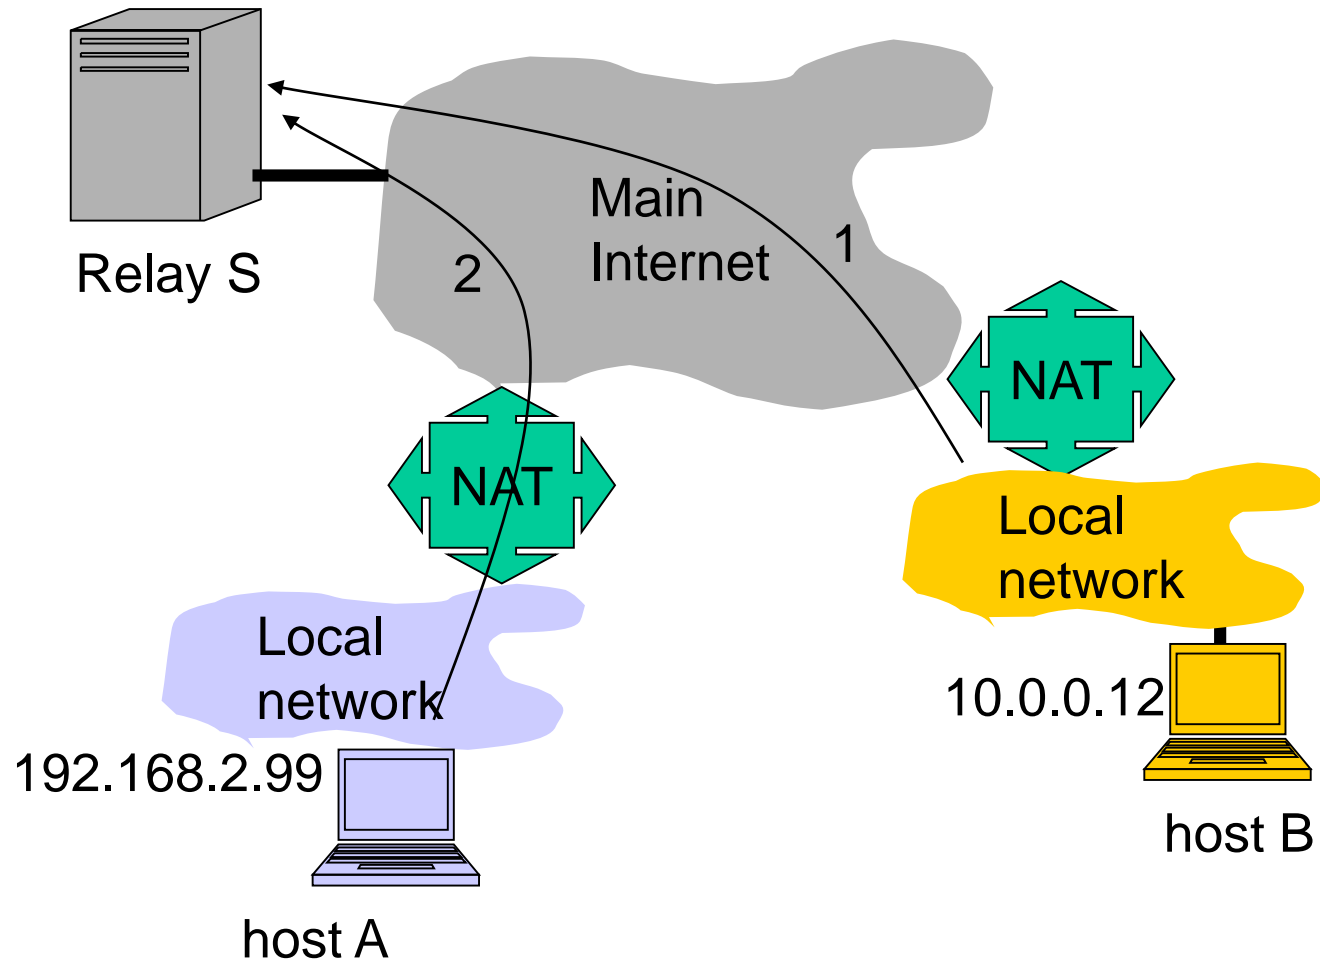 Relay S
Main
Internet
1
2
NAT
NAT
Local
network
Local
network
10.0.0.12
192.168.2.99
host B
host A